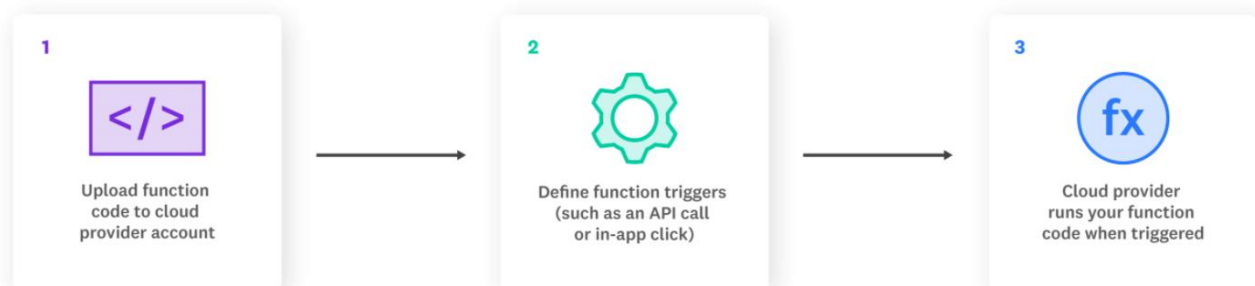 1
</>
Upload function
code to cloud
provider account
2
Define function triggers
(such as an API call
or in-app click)
3
fx
Cloud provider
runs your function
code when triggered